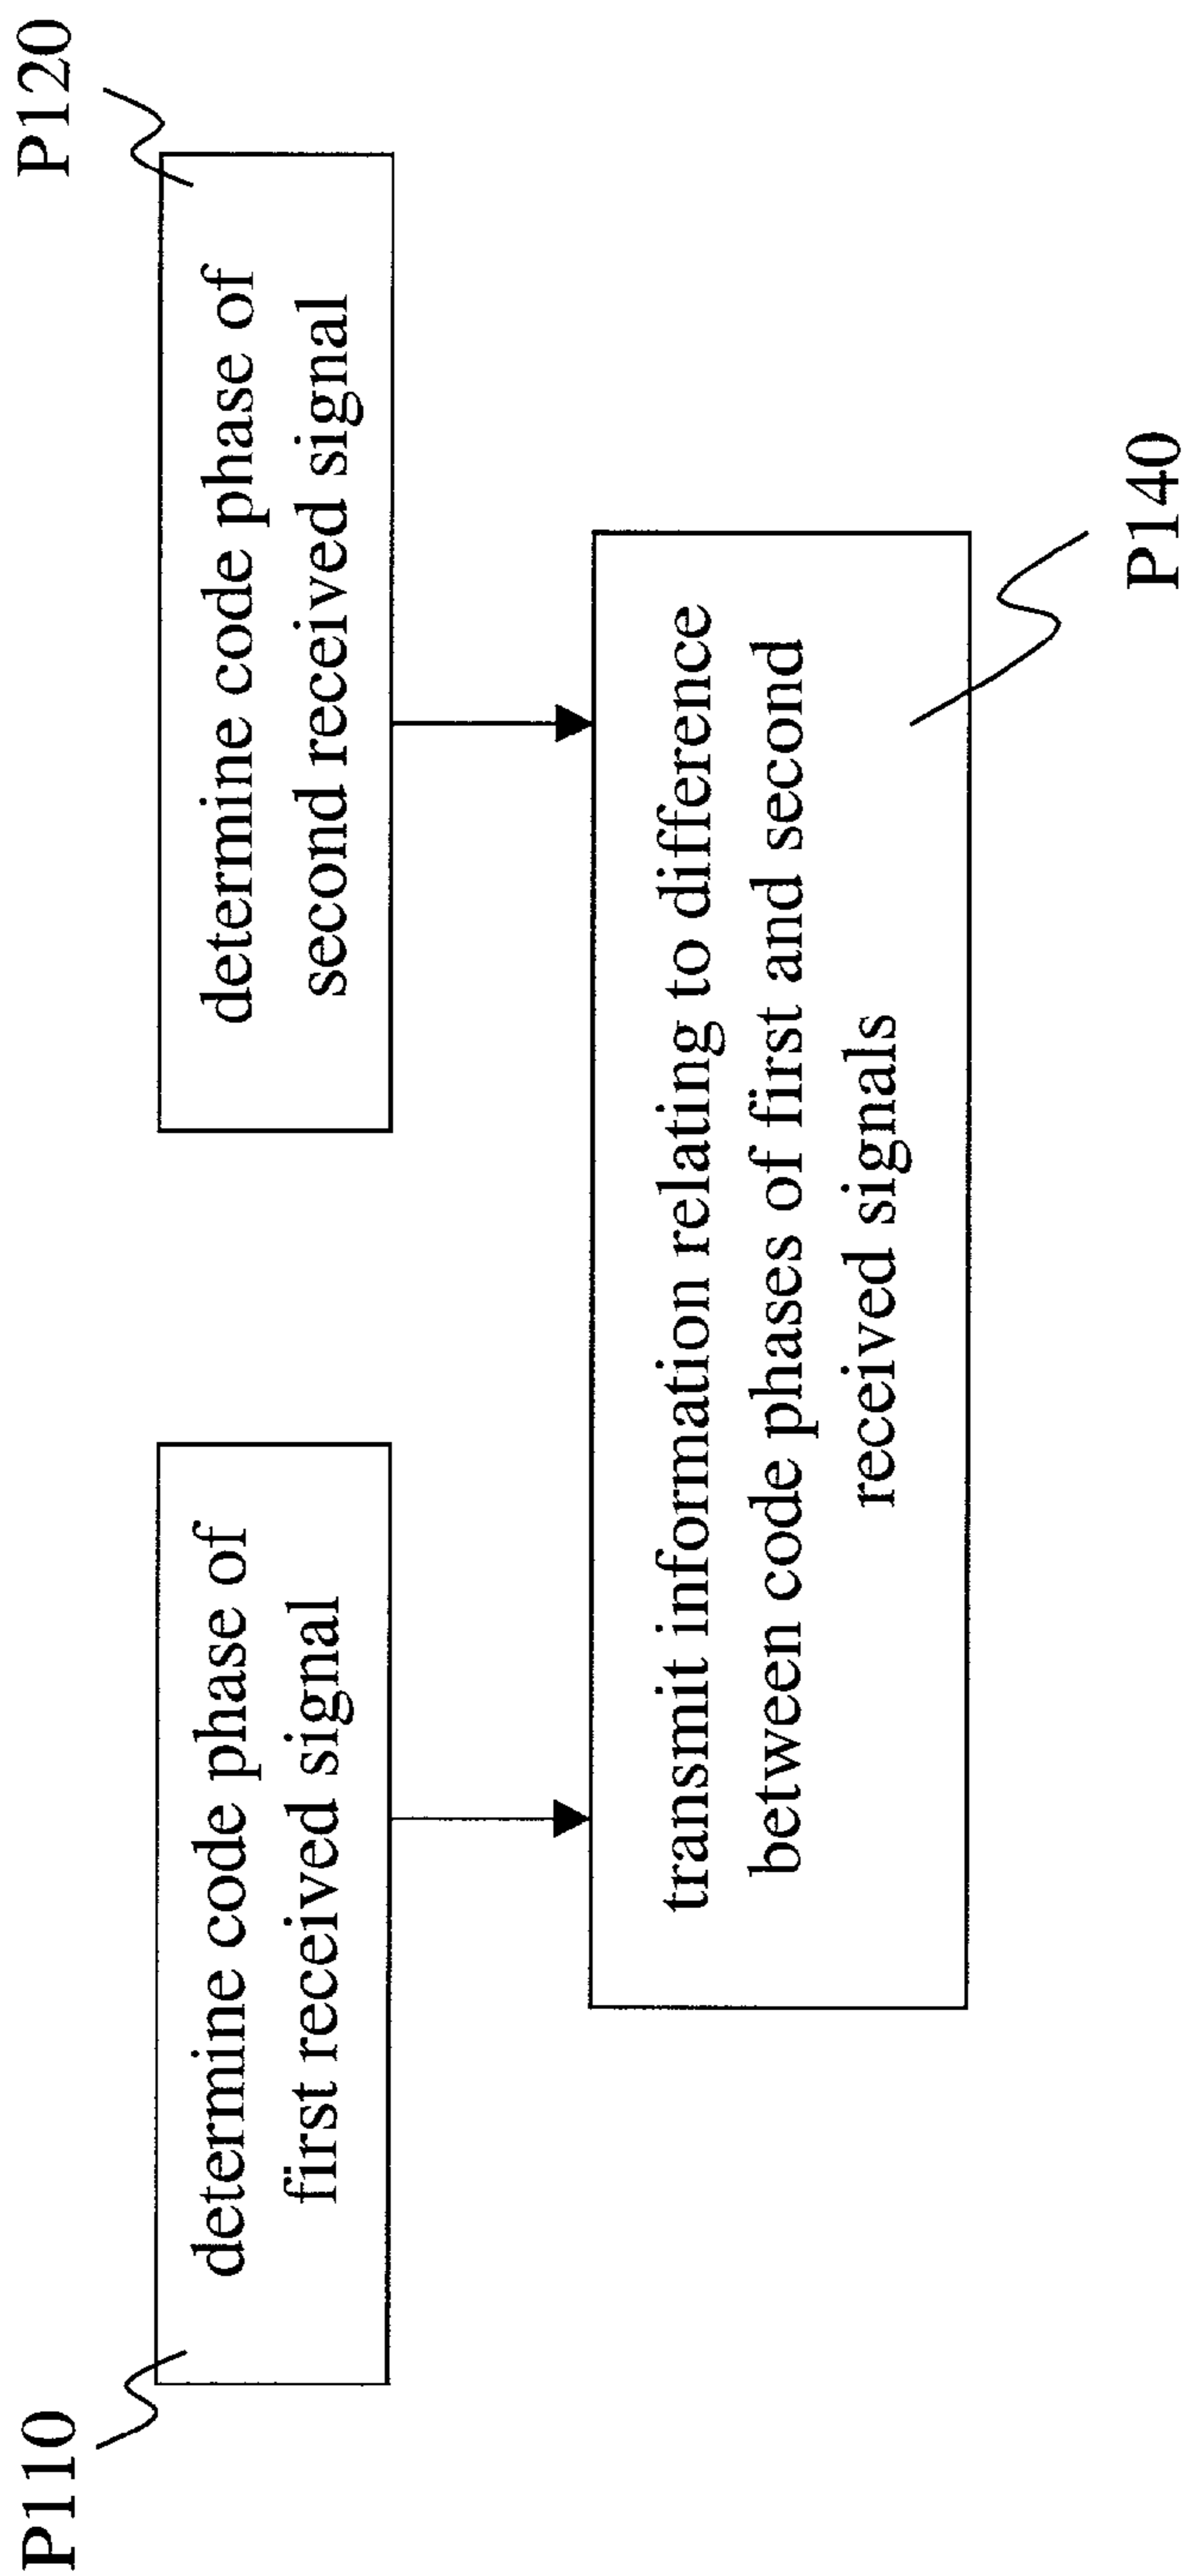 P110
determine code phase of
first received signal
P120
determine code phase of
second received signal
transmit information relating to difference
between code phases of first and second
received signals
P140